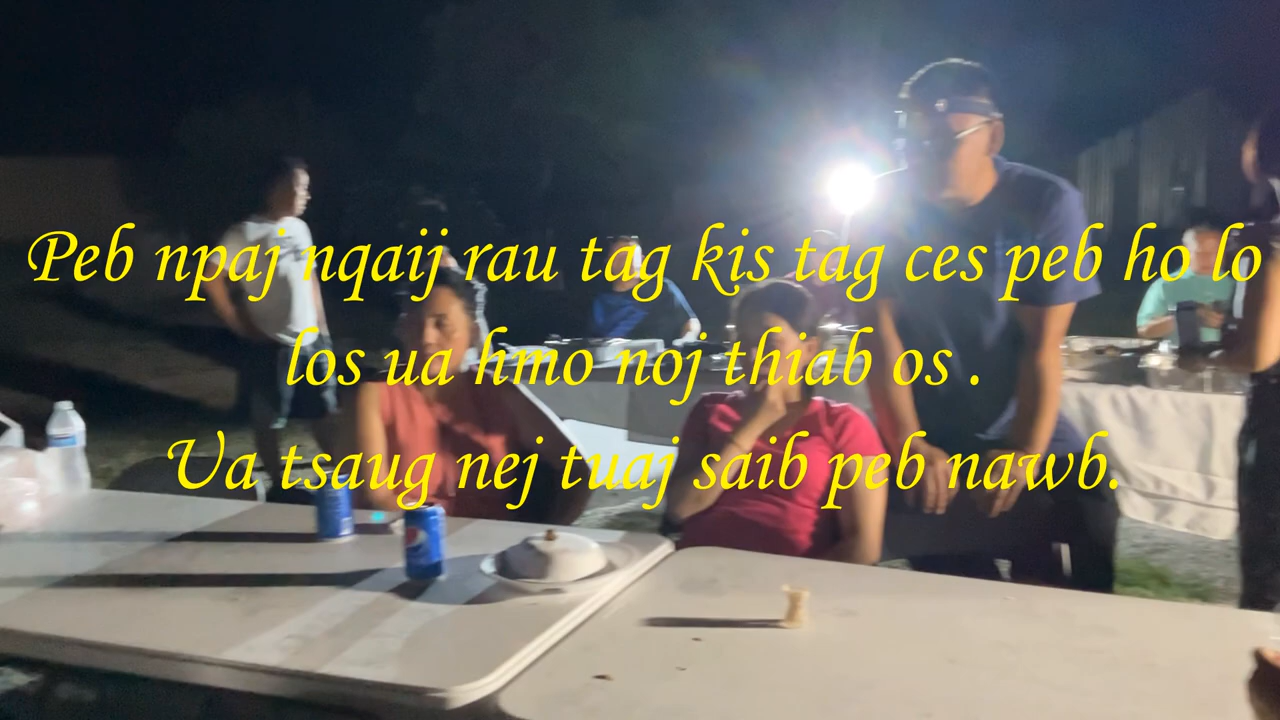 Peb npaj nqaij rau tag kis tag ces peb ho lo
los ua hmo noj thiab os .
Ua tsaug nej tuaj saib peb nawb.